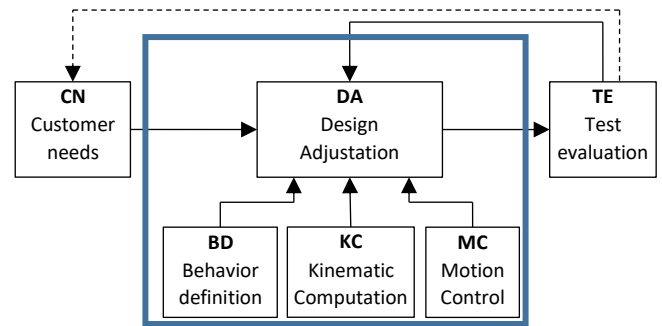 CN
Customer
needs
DA
Design
Adjustation
TE
Test
evaluation
BD
Behavior
definition
KC
Kinematic
Computation
MC
Motion
Control